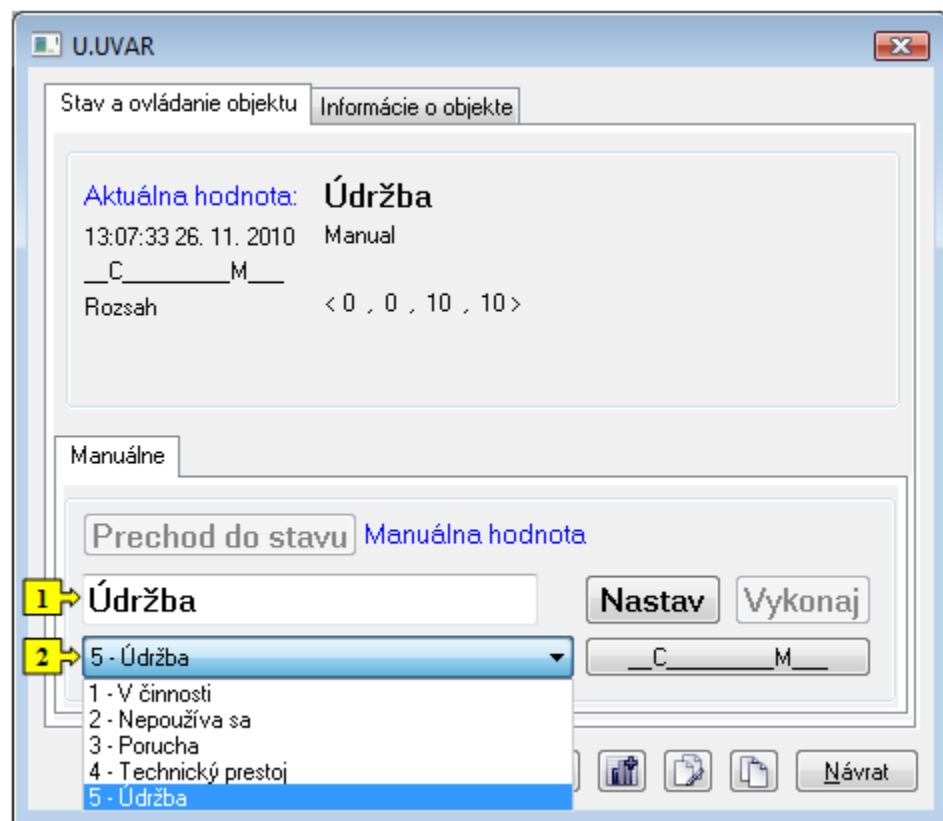 U.UVAR
Stav a ovládanie objektu Informácie o objekte
Aktuálna hodnota: Údržba
13:07:33 26. 11. 2010 Manual
__C________M___
Rozsah < 0 , 0 , 10 , 10 >
Manuálne
Prechod do stavu Manuálna hodnota
1 Údržba Nastav Vykonaj
2 5 - Údržba __C________M___
1 - V činnosti
2 - Nepoužíva sa
3 - Porucha
4 - Technický prestoj
5 - Údržba
Návrat